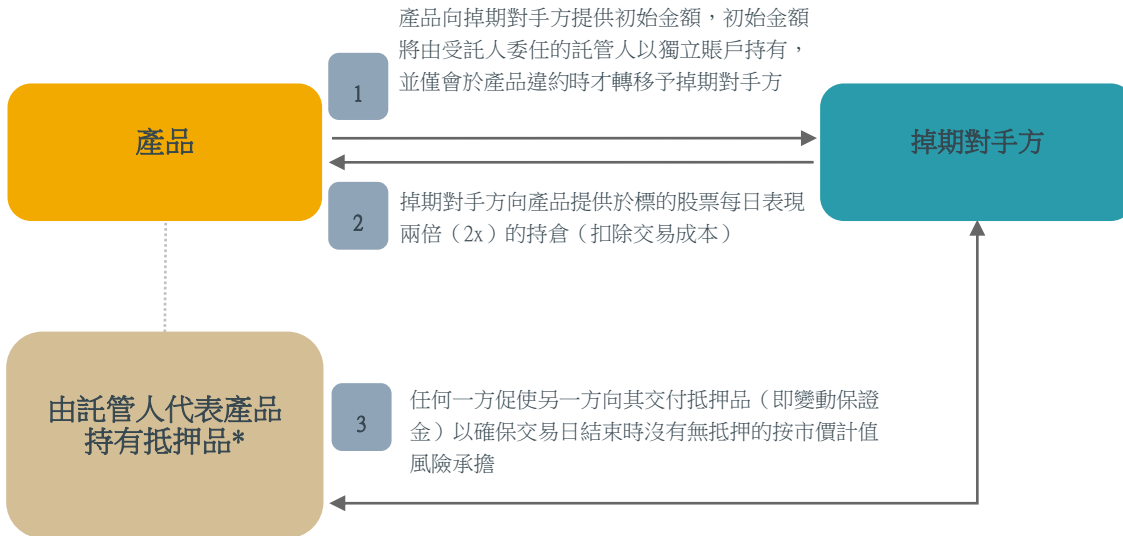 產品向掉期對手方提供初始金額，初始金額
將由受託人委任的託管人以獨立賬戶持有，
並僅會於產品違約時才轉移予掉期對手方
1
產品
掉期對手方
2
掉期對手方向產品提供於標的股票每日表現
兩倍（2x）的持倉（扣除交易成本）
由託管人代表產品
持有抵押品*
3
任何一方促使另一方向其交付抵押品（即變動保證
金）以確保交易日結束時沒有無抵押的按市價計值
風險承擔